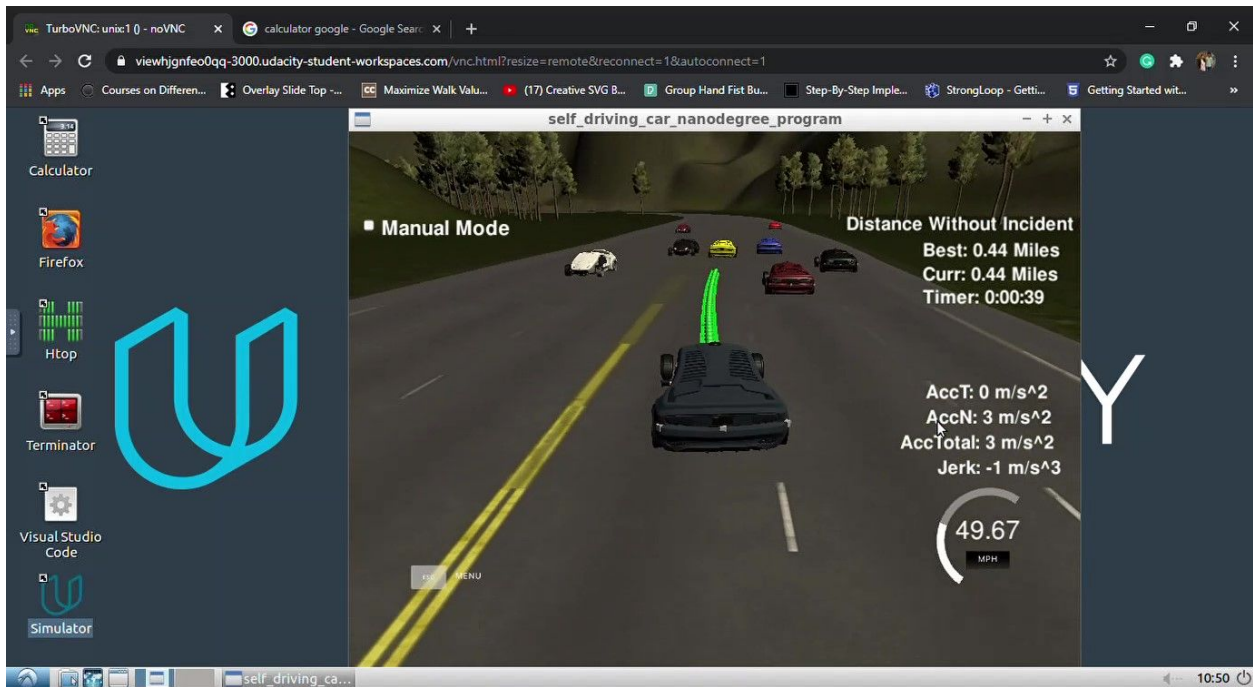 TurboVNC: unix:1 () - noVNC
calculator google - Google Searc
viewhjgnfeo0qq-3000.udacity-student-workspaces.com/vnc.html?resize=remote&reconnect=1&autoconnect=1
Apps
Courses on Differen...
Overlay Slide Top -...
Maximize Walk Valu...
(17) Creative SVG B...
Group Hand Fist Bu...
Step-By-Step Imple...
StrongLoop - Getti...
Getting Started wit...
self_driving_car_nanodegree_program
Calculator
Firefox
Htop
Terminator
Visual Studio
Code
Simulator
Manual Mode
Distance Without Incident
Best: 0.44 Miles
Curr: 0.44 Miles
Timer: 0:00:39
AccT: 0 m/s^2
AccN: 3 m/s^2
AccTotal: 3 m/s^2
Jerk: -1 m/s^3
49.67
MPH
MENU
Y
self_driving_ca...
10:50